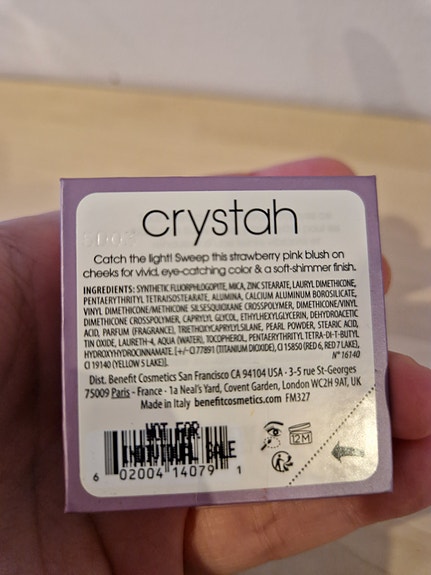 crystah
Catch the light! Sweep this strawberry pink blush on
cheeks for vivid, eye-catching color & a soft-shimmer finish.
INGREDIENTS: SYNTHETIC FLUORPHLOGOPITE, MICA, ZINC STEARATE, LAURYL DIMETHICONE,
PENTAERYTHRITYL TETRAISOSTEARATE, ALUMINA, CALCIUM ALUMINUM BOROSILICATE,
VINYL DIMETHICONE/METHICONE SILSESQUIOXANE CROSSPOLYMER, DIMETHICONE/VINYL
DIMETHICONE CROSSPOLYMER, CAPRYLYL GLYCOL, ETHYLHEXYLGLYCERIN, DEHYDROACETIC
ACID, PARFUM (FRAGRANCE), TRIETHOXYCAPRYLYLSILANE, PEARL POWDER, STEARIC ACID,
TIN OXIDE, LAURETH-4, AQUA (WATER), TOCOPHEROL, PENTAERYTHRITYL TETRA-DI-T-BUTYL
HYDROXYHYDROCINNAMATE. [+/- CI 77891 (TITANIUM DIOXIDE), CI 15850 (RED 6, RED 7 LAKE),
CI 19140 (YELLOW 5 LAKE)].
N° 16140
Dist. Benefit Cosmetics San Francisco CA 94104 USA · 3-5 rue St-Georges
75009 Paris - France · 1a Neal's Yard, Covent Garden, London WC2H 9AT, UK
Made in Italy benefitcosmetics.com FM327
NOT FOR
INDIVIDUAL SALE
12M
6 02004 14079 1